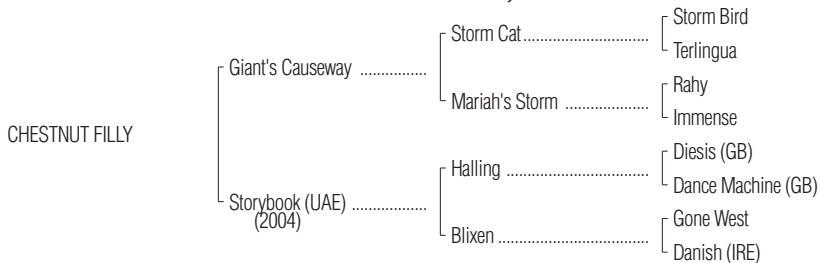 Storm Bird
Storm Cat
Terlingua
Giant's Causeway
Rahy
Mariah's Storm
Immense
CHESTNUT FILLY
Diesis (GB)
Halling
Dance Machine (GB)
Storybook (UAE)
(2004)
Gone West
Blixen
Danish (IRE)